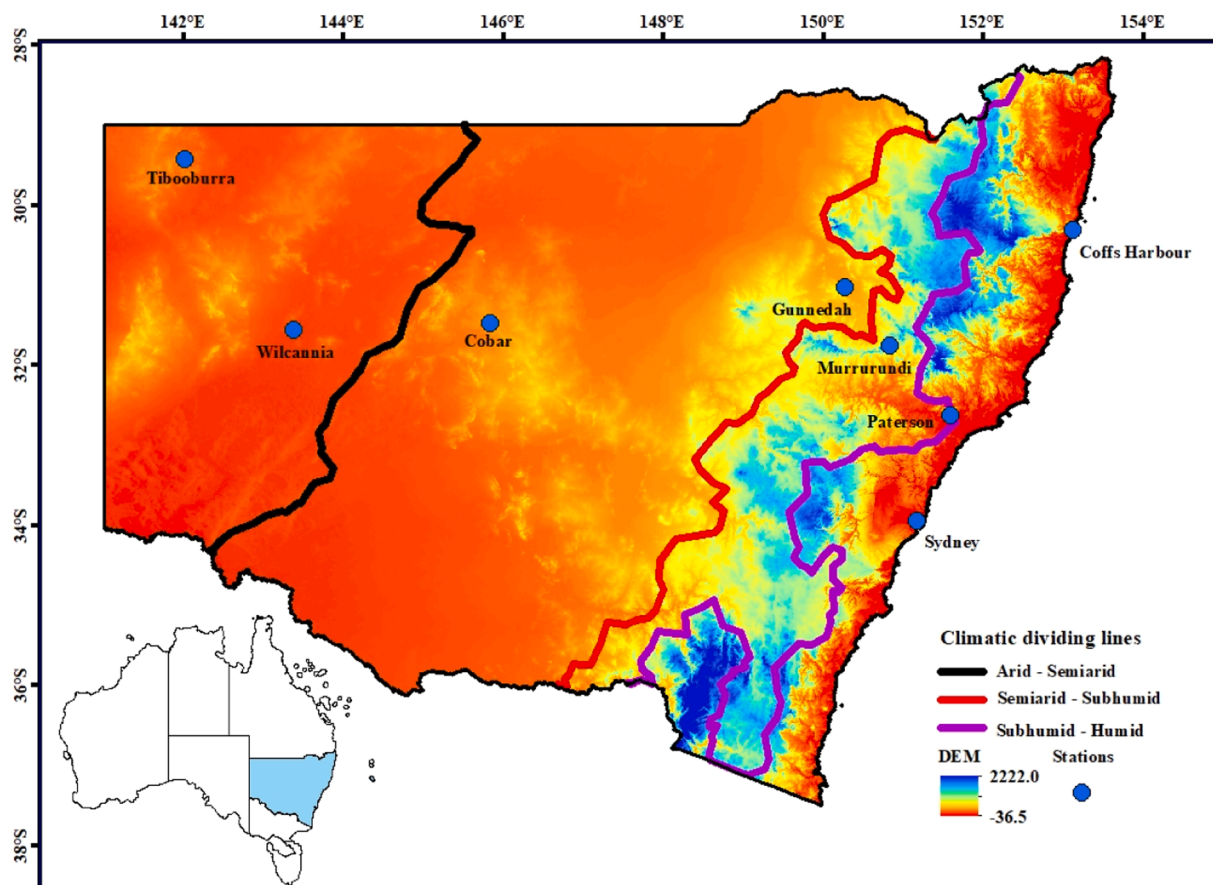 142°E 144°E 146°E 148°E 150°E 152°E 154°E
28°S
30°S
32°S
34°S
36°S
38°S
Tibooburra
Coffs Harbour
Gunnedah
Wilcannia
Cobar
Murrurundi
Paterson
Sydney
Climatic dividing lines
Arid - Semiarid
Semiarid - Subhumid
Subhumid - Humid
DEM Stations
2222.0
-36.5